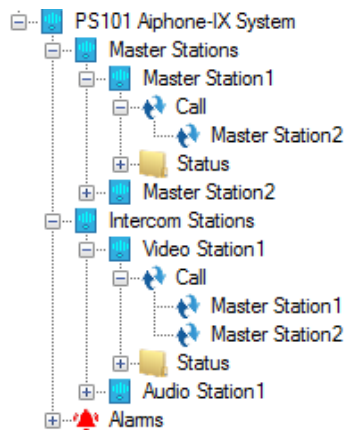 PS101 Aiphone-IX System
Master Stations
Master Station1
Call
Master Station2
Status
Master Station2
Intercom Stations
Video Station1
Call
Master Station1
Master Station2
Status
Audio Station1
Alarms